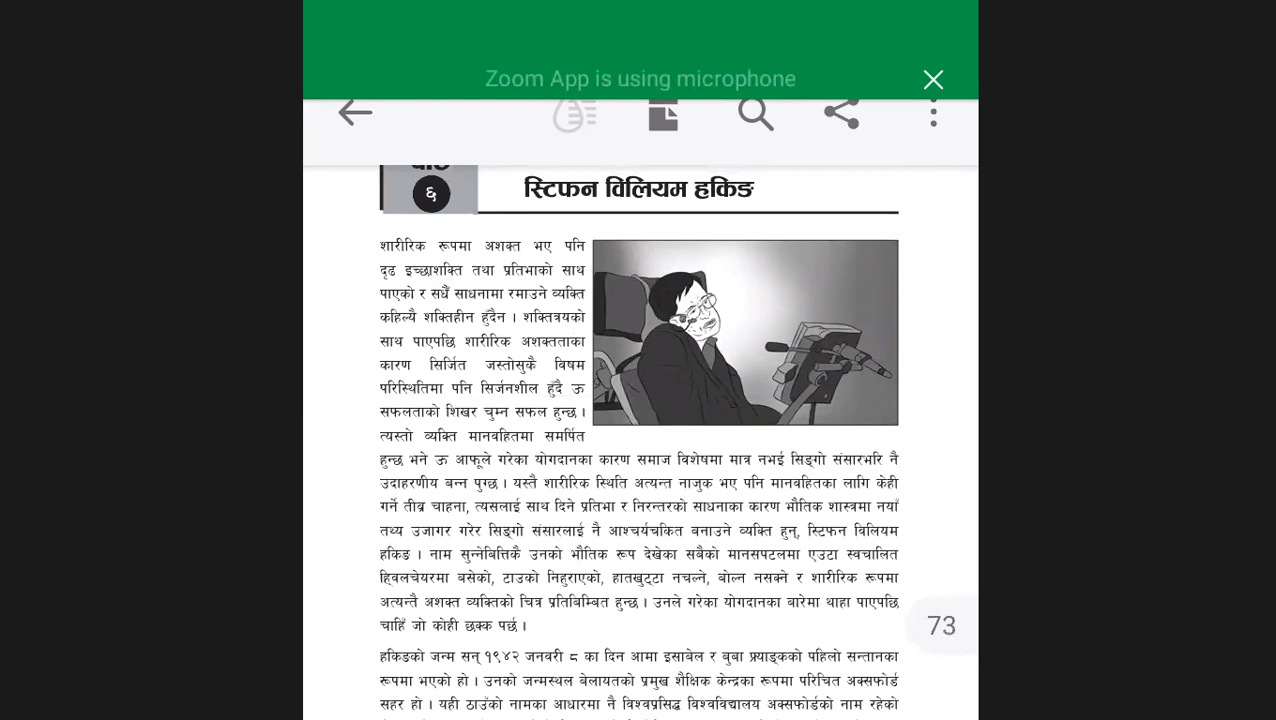 Zoom App is using microphone
पाठ
६
स्टिफन विलियम हकिङ
शारीरिक रूपमा अशक्त भए पनि
दृढ इच्छाशक्ति तथा प्रतिभाको साथ
पाएको र सधैँ साधनामा रमाउने व्यक्ति
कहिल्यै शक्तिहीन हुँदैन । शक्तित्रयको
साथ पाएपछि शारीरिक अशक्तताका
कारण सिर्जित जस्तोसुकै विषम
परिस्थितिमा पनि सिर्जनशील हुँदै ऊ
सफलताको शिखर चुम्न सफल हुन्छ ।
त्यस्तो व्यक्ति मानवहितमा समर्पित
हुन्छ भने ऊ आफूले गरेका योगदानका कारण समाज विशेषमा मात्र नभई सिङ्गो संसारभरि नै
उदाहरणीय बन्न पुग्छ । यस्तै शारीरिक स्थिति अत्यन्त नाजुक भए पनि मानवहितका लागि केही
गर्ने तीव्र चाहना, त्यसलाई साथ दिने प्रतिभा र निरन्तरको साधनाका कारण भौतिक शास्त्रमा नयाँ
तथ्य उजागर गरेर सिङ्गो संसारलाई नै आश्चर्यचकित बनाउने व्यक्ति हुन्, स्टिफन विलियम
हकिङ । नाम सुन्नेबित्तिकै उनको भौतिक रूप देखेका सबैको मानसपटलमा एउटा स्वचालित
ह्विलचेयरमा बसेको, टाउको निहुराएको, हातखुट्टा नचल्ने, बोल्न नसक्ने र शारीरिक रूपमा
अत्यन्तै अशक्त व्यक्तिको चित्र प्रतिबिम्बित हुन्छ । उनले गरेका योगदानका बारेमा थाहा पाएपछि
चाहिँ जो कोही छक्क पर्छ ।
73
हकिङको जन्म सन् १९४२ जनवरी ८ का दिन आमा इसाबेल र बुबा फ्र्याङ्कको पहिलो सन्तानका
रूपमा भएको हो । उनको जन्मस्थल बेलायतको प्रमुख शैक्षिक केन्द्रका रूपमा परिचित अक्सफोर्ड
सहर हो । यही ठाउँको नामका आधारमा नै विश्वप्रसिद्ध विश्वविद्यालय अक्सफोर्डको नाम रहेको